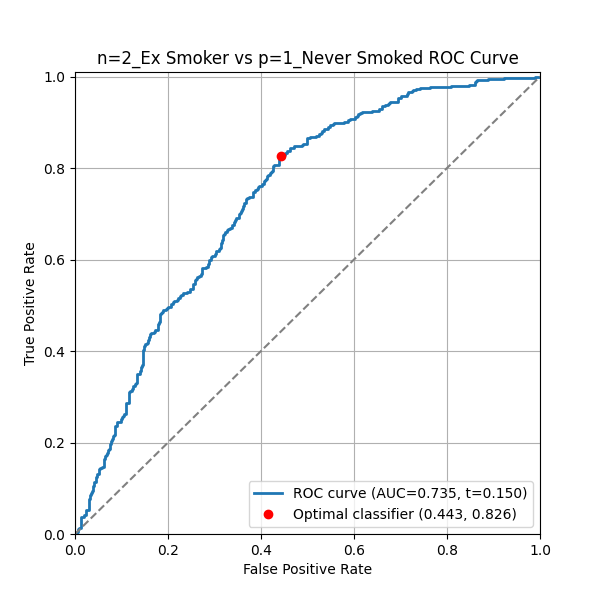 n=2_Ex Smoker vs p=1_Never Smoked ROC Curve
1.0
0.8
0.6
0.4
0.2
0.0
True Positive Rate
ROC curve (AUC=0.735, t=0.150)
Optimal classifier (0.443, 0.826)
0.0 0.2 0.4 0.6 0.8 1.0
False Positive Rate